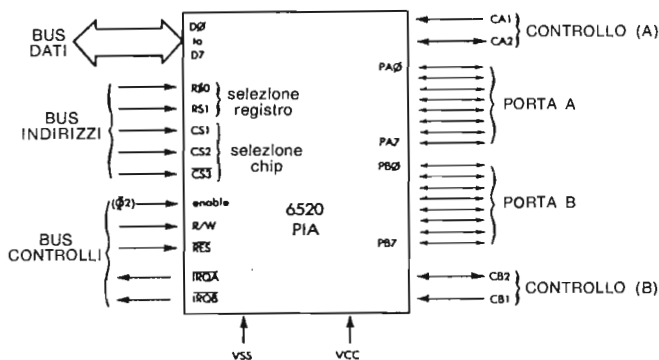 BUS
DATI
DØ
to
D7
BUS
INDIRIZZI
RS0
RS1
selezione
registro
CS1
CS2
CS3
selezione
chip
BUS
CONTROLLI
(Φ2)
enable
R/W
RES
IRQA
IRQB
6520
PIA
CA1
CA2
CONTROLLO (A)
PAØ
PA7
PORTA A
PBØ
PB7
PORTA B
CB2
CB1
CONTROLLO (B)
VSS
VCC